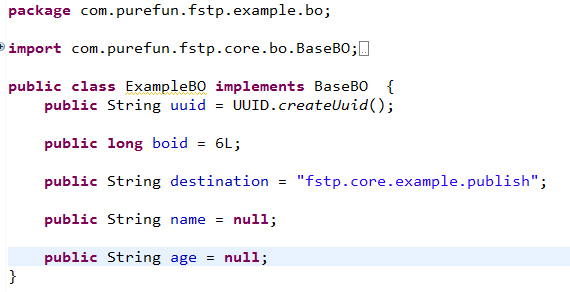 package com.purefun.fstp.example.bo;
import com.purefun.fstp.core.bo.BaseBO;
public class ExampleBO implements BaseBO {
public String uuid = UUID.createUuid();
public long boid = 6L;
public String destination = "fstp.core.example.publish";
public String name = null;
public String age = null;
}